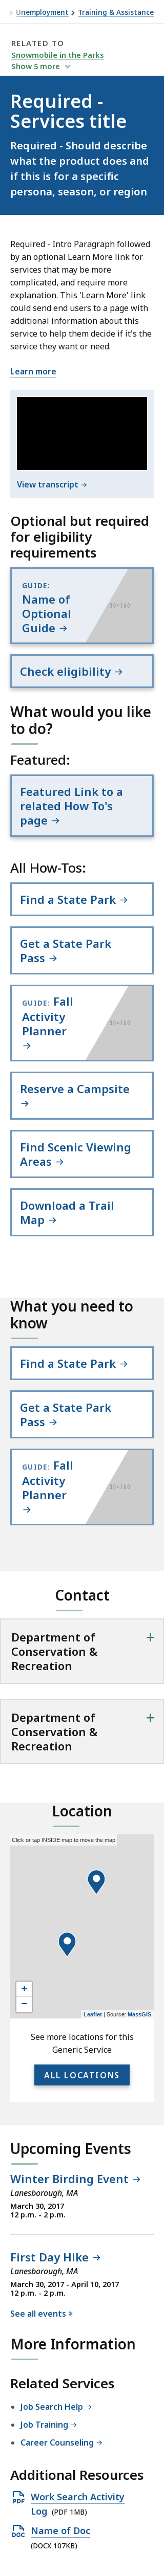 Unemployment > Training & Assistance
RELATED TO
Snowmobile in the Parks
Show 5 more
Required -
Services title
Required - Should describe
what the product does and
if this is for a specific
persona, season, or region
Required - Intro Paragraph followed
by an optional Learn More link for
services that may be more
complicated, and require more
explanation. This 'Learn More' link
could send end users to a page with
additional information about this
service to help them decide if it's the
service they want or need.
Learn more
View transcript →
Optional but required
for eligibility
requirements
GUIDE:
Name of
Optional
Guide →
Check eligibility →
What would you like
to do?
Featured:
Featured Link to a
related How To's
page →
All How-Tos:
Find a State Park →
Get a State Park
Pass →
GUIDE: Fall
Activity
Planner
→
Reserve a Campsite
→
Find Scenic Viewing
Areas →
Download a Trail
Map →
What you need to
know
Find a State Park →
Get a State Park
Pass →
GUIDE: Fall
Activity
Planner
→
Contact
Department of
Conservation &
Recreation
+
Department of
Conservation &
Recreation
+
Location
Click or tap INSIDE map to move the map
+
−
Leaflet | Source: MassGIS
See more locations for this
Generic Service
ALL LOCATIONS
Upcoming Events
Winter Birding Event →
Lanesborough, MA
March 30, 2017
12 p.m. - 2 p.m.
First Day Hike →
Lanesborough, MA
March 30, 2017 - April 10, 2017
12 p.m. - 2 p.m.
See all events
More Information
Related Services
Job Search Help →
Job Training →
Career Counseling →
Additional Resources
PDF Work Search Activity
Log (PDF 1MB)
DOC Name of Doc
(DOCX 107KB)